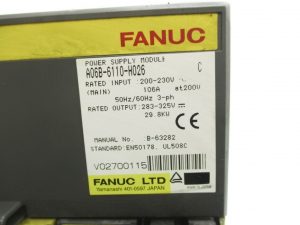 FANUC
POWER SUPPLY MODULE
A06B-6110-H026 C
RATED INPUT :200-230V
(MAIN) 106A at200V
50Hz/60Hz 3-ph
RATED OUTPUT :283-325V
29.8KW
MANUAL NO. :B-63282
STANDARD :EN50178, UL508C
V02700115
FANUC LTD
Yamanashi 401-0597 JAPAN